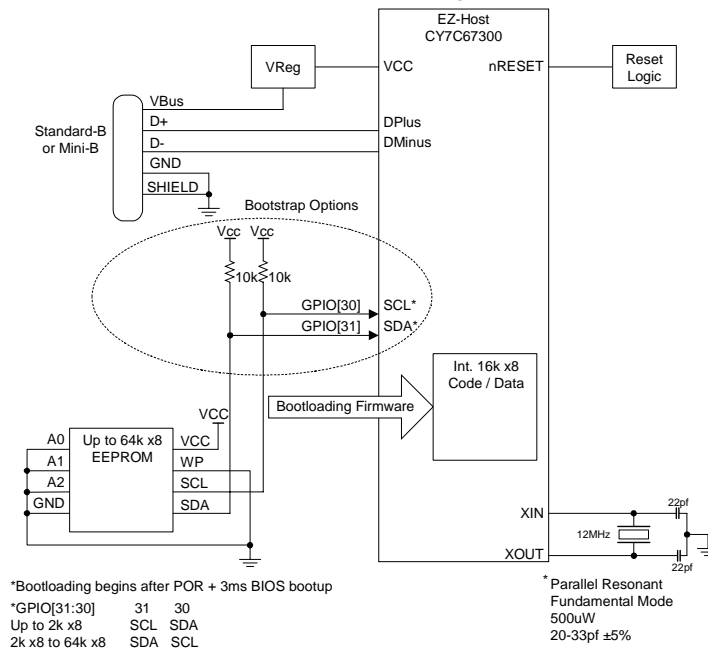 EZ-Host
CY7C67300
VReg
VCC
nRESET
Reset
Logic
VBus
D+
DPlus
Standard-B
or Mini-B
D-
DMinus
GND
SHIELD
Bootstrap Options
Vcc Vcc
10k 10k
GPIO[30] SCL*
GPIO[31] SDA*
Int. 16k x8
Code / Data
Bootloading Firmware
VCC
A0
Up to 64k x8
EEPROM
VCC
A1
WP
A2
SCL
GND
SDA
XIN
22pf
12MHz
XOUT
22pf
*Bootloading begins after POR + 3ms BIOS bootup
*GPIO[31:30] 31 30
Up to 2k x8 SCL SDA
2k x8 to 64k x8 SDA SCL
* Parallel Resonant
Fundamental Mode
500uW
20-33pf ±5%